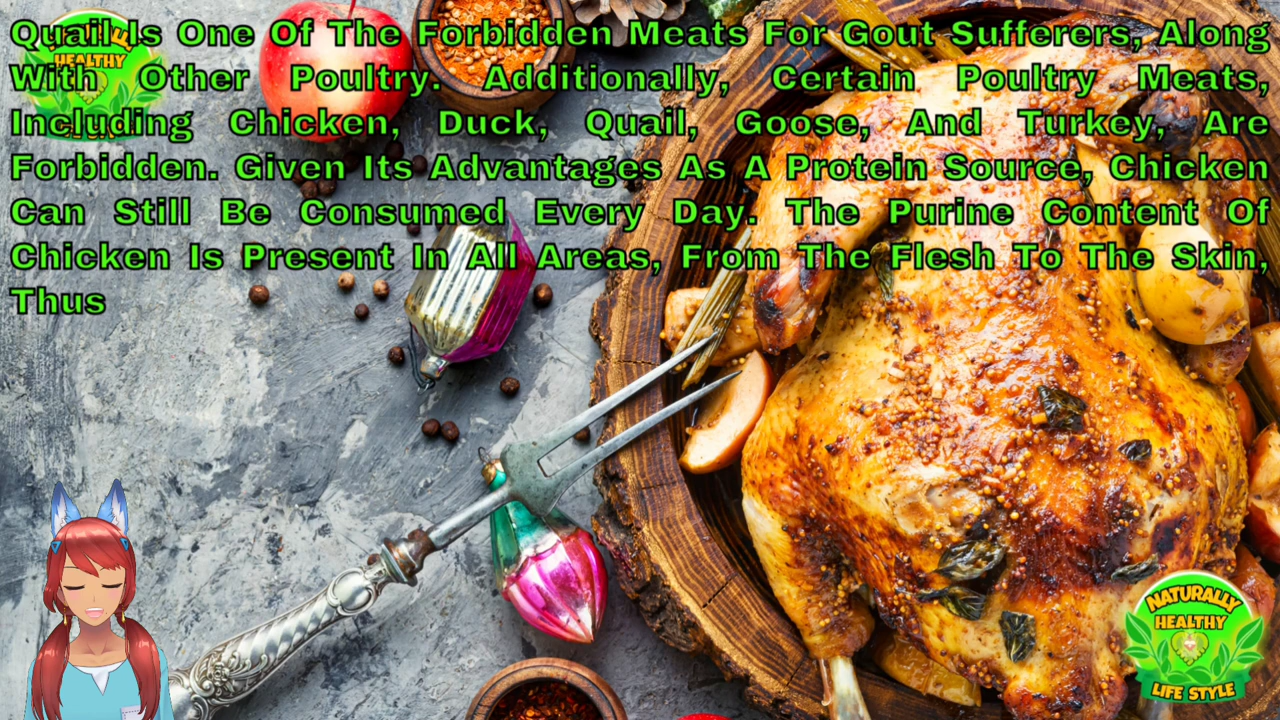 Quail Is One Of The Forbidden Meats For Gout Sufferers, Along
With Other Poultry. Additionally, Certain Poultry Meats,
Including Chicken, Duck, Quail, Goose, And Turkey, Are
Forbidden. Given Its Advantages As A Protein Source, Chicken
Can Still Be Consumed Every Day. The Purine Content Of
Chicken Is Present In All Areas, From The Flesh To The Skin,
Thus
HEALTHY
NATURALLY
HEALTHY
LIFE STYLE